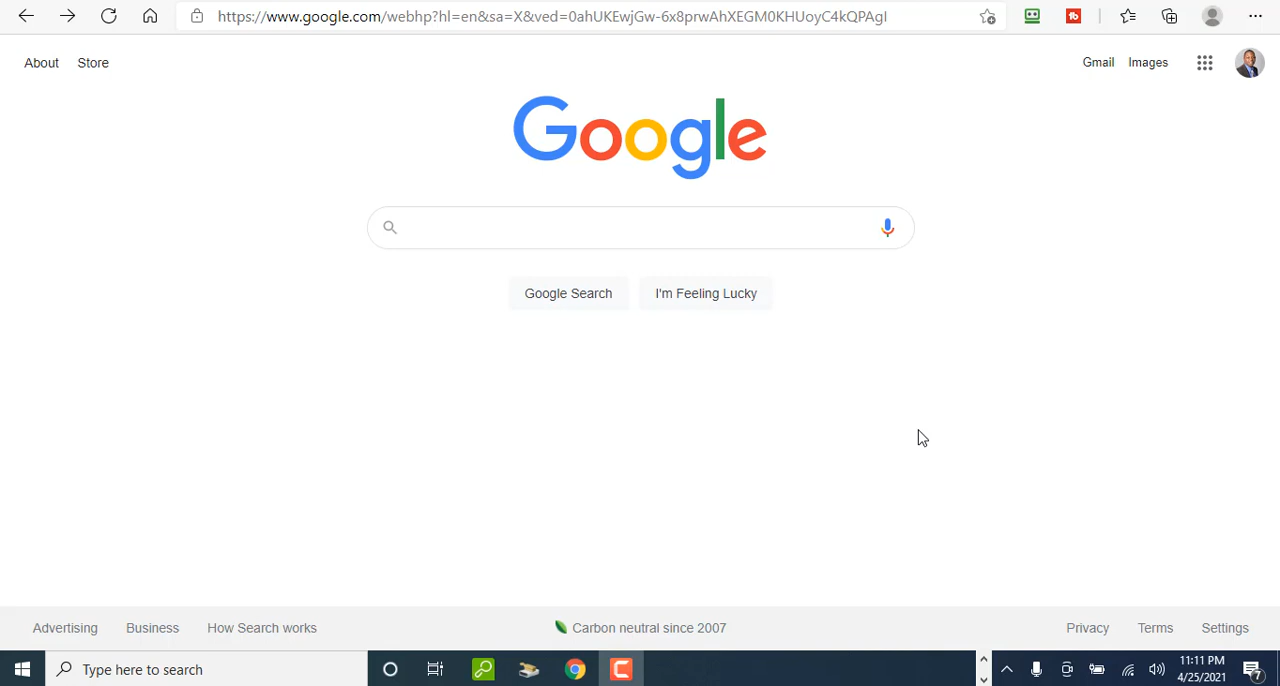 https://www.google.com/webhp?hl=en&sa=X&ved=0ahUKEwjGw-6x8prwAhXEGM0KHUoyC4kQPAgI
About Store
Gmail Images
Google
Google Search I'm Feeling Lucky
Advertising Business How Search works
Carbon neutral since 2007
Privacy Terms Settings
Type here to search
11:11 PM
4/25/2021
7